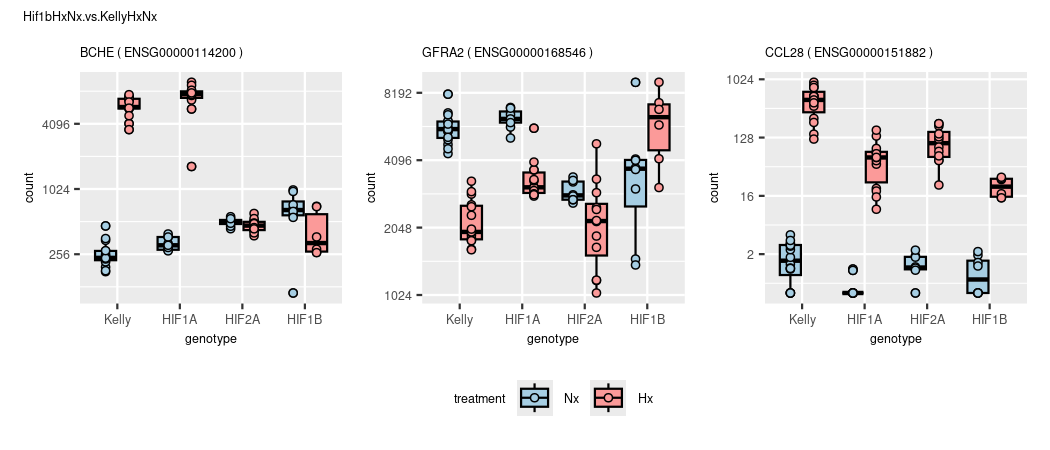 Hif1bHxNx.vs.KellyHxNx
BCHE ( ENSG00000114200 )
count
4096
1024
256
Kelly HIF1A HIF2A HIF1B
genotype
GFRA2 ( ENSG00000168546 )
count
8192
4096
2048
1024
Kelly HIF1A HIF2A HIF1B
genotype
CCL28 ( ENSG00000151882 )
count
1024
128
16
2
Kelly HIF1A HIF2A HIF1B
genotype
treatment Nx Hx